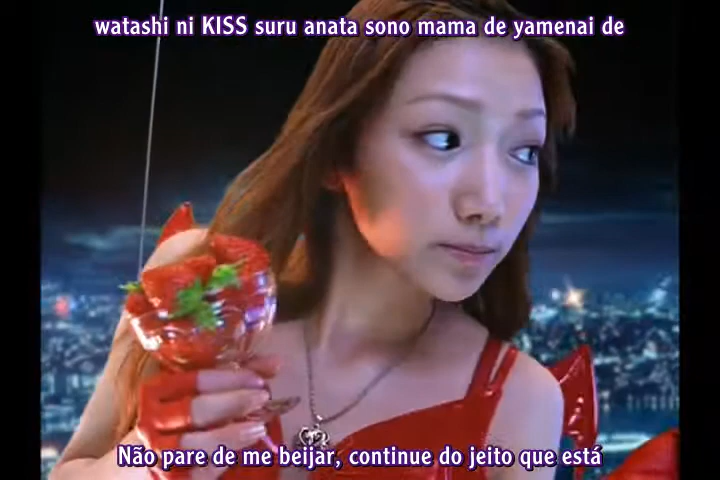 watashi ni KISS suru anata sono mama de yamenai de
Não pare de me beijar, continue do jeito que está